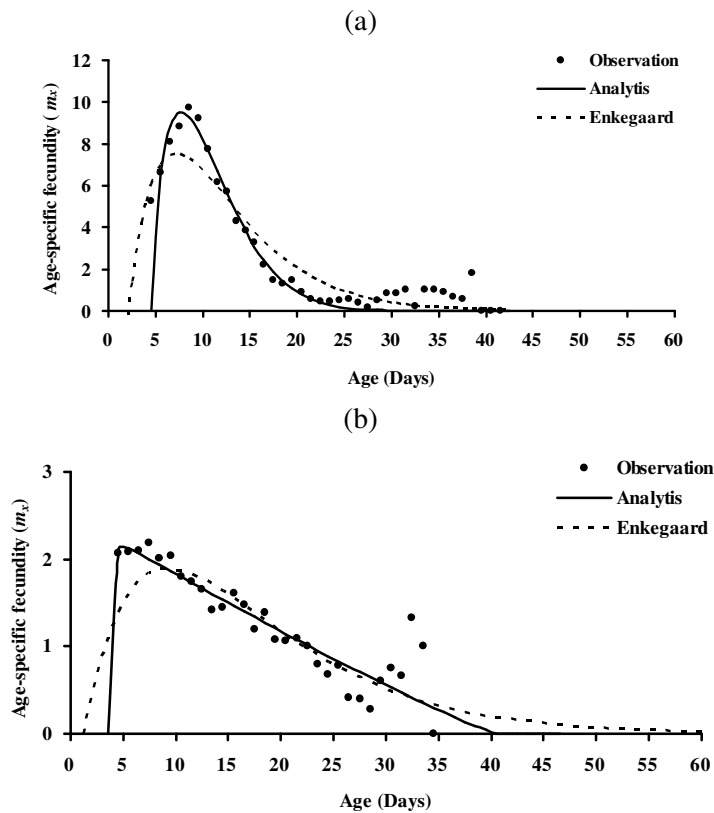 (a)
Observation
Analytis
Enkegaard
Age-specific fecundity ( mx)
12
10
8
6
4
2
0
0 5 10 15 20 25 30 35 40 45 50 55 60
Age (Days)
(b)
Observation
Analytis
Enkegaard
Age-specific fecundity (mx)
3
2
1
0
0 5 10 15 20 25 30 35 40 45 50 55 60
Age (Days)